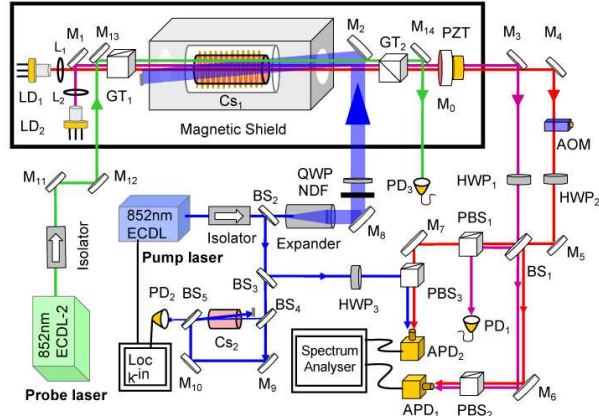 M1
M13
L1
L2
LD1
LD2
GT1
Cs1
Magnetic Shield
M2
GT2
M14
PZT
M0
M3
M4
AOM
M11
M12
QWP
NDF
PD3
HWP1
HWP2
Isolator
852nm
ECDL
Pump laser
Isolator
BS2
Expander
M8
M7
PBS1
BS1
M5
852nm
ECDL-2
Probe laser
PD2
BS5
BS3
BS4
HWP3
PBS3
PD1
Cs2
Loc
k-in
M10
M9
Spectrum
Analyser
APD2
APD1
PBS2
M6